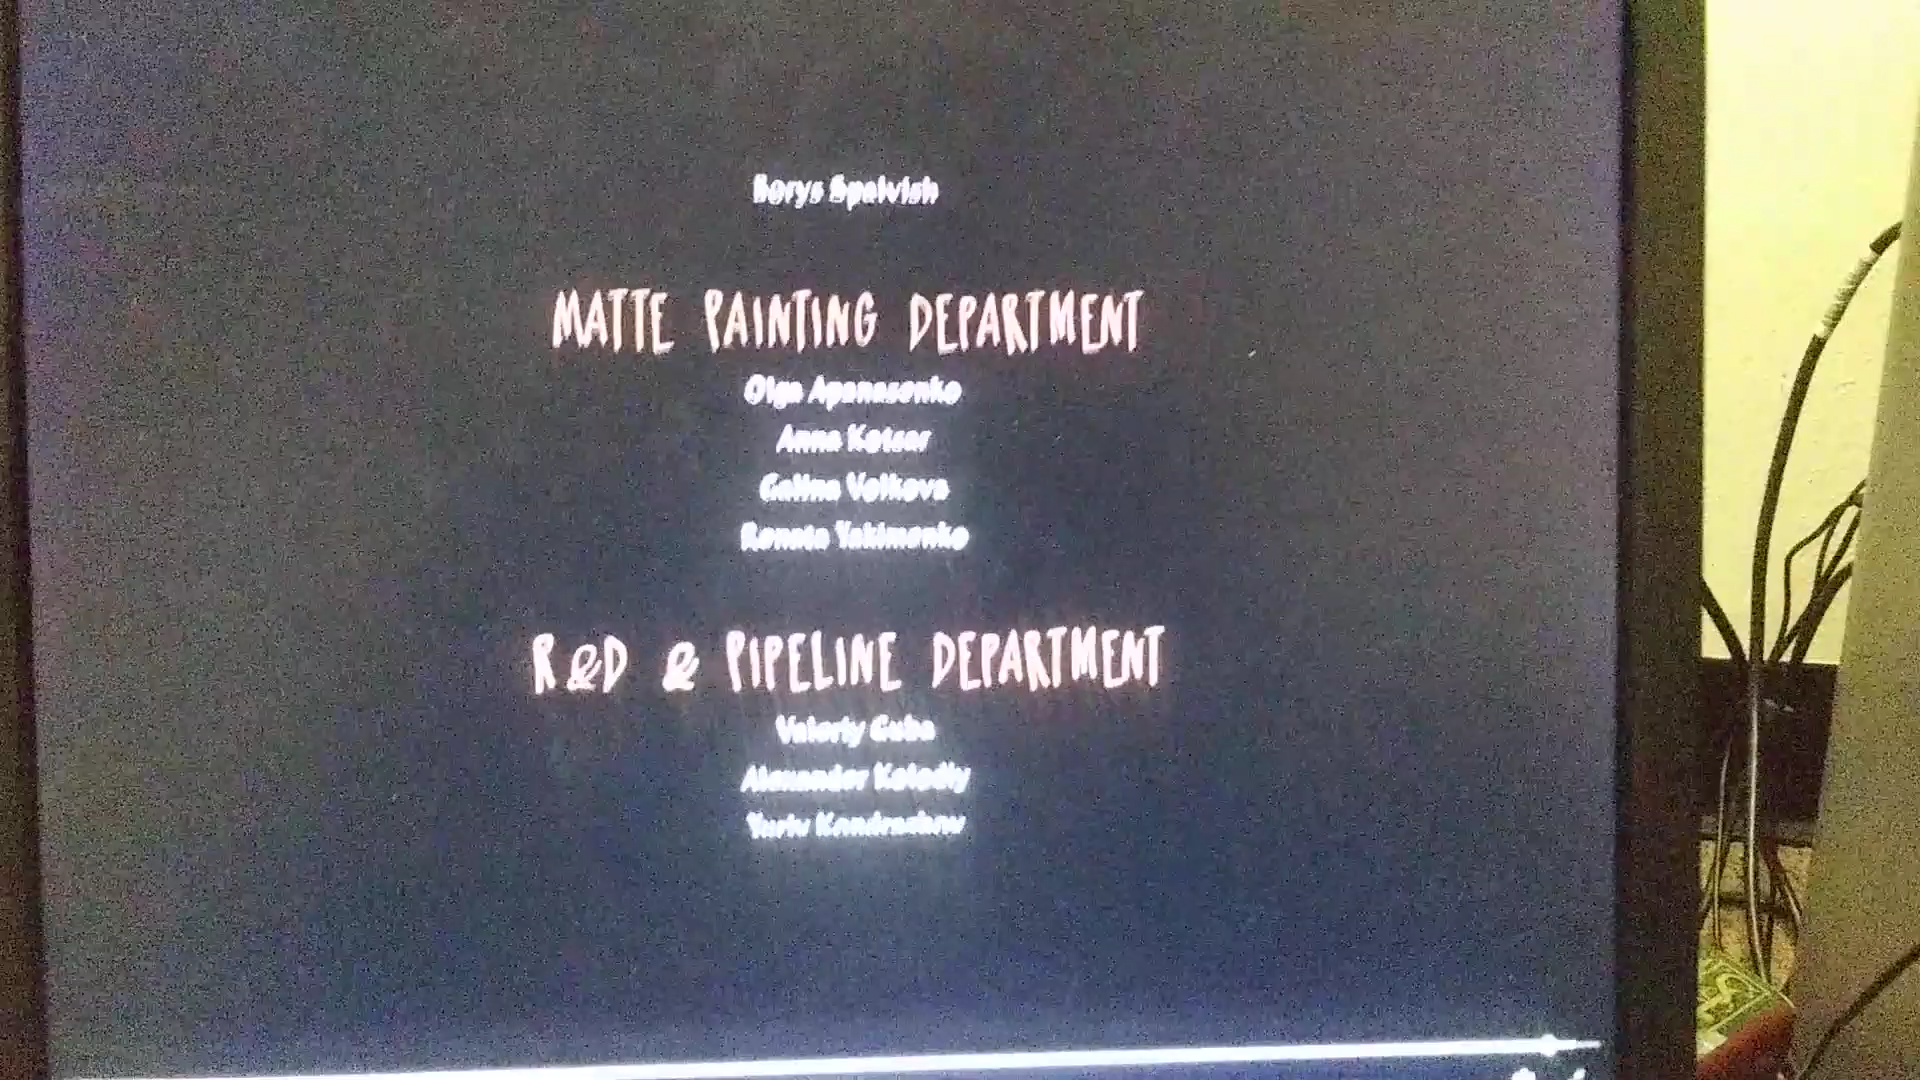 Borys Spalvish
MATTE PAINTING DEPARTMENT
Olga Apanasenko
Anna Kotsar
Galina Volkova
Renata Yakimenko
R&D & PIPELINE DEPARTMENT
Valeriy Guba
Alexander Kolodiy
Yuriy